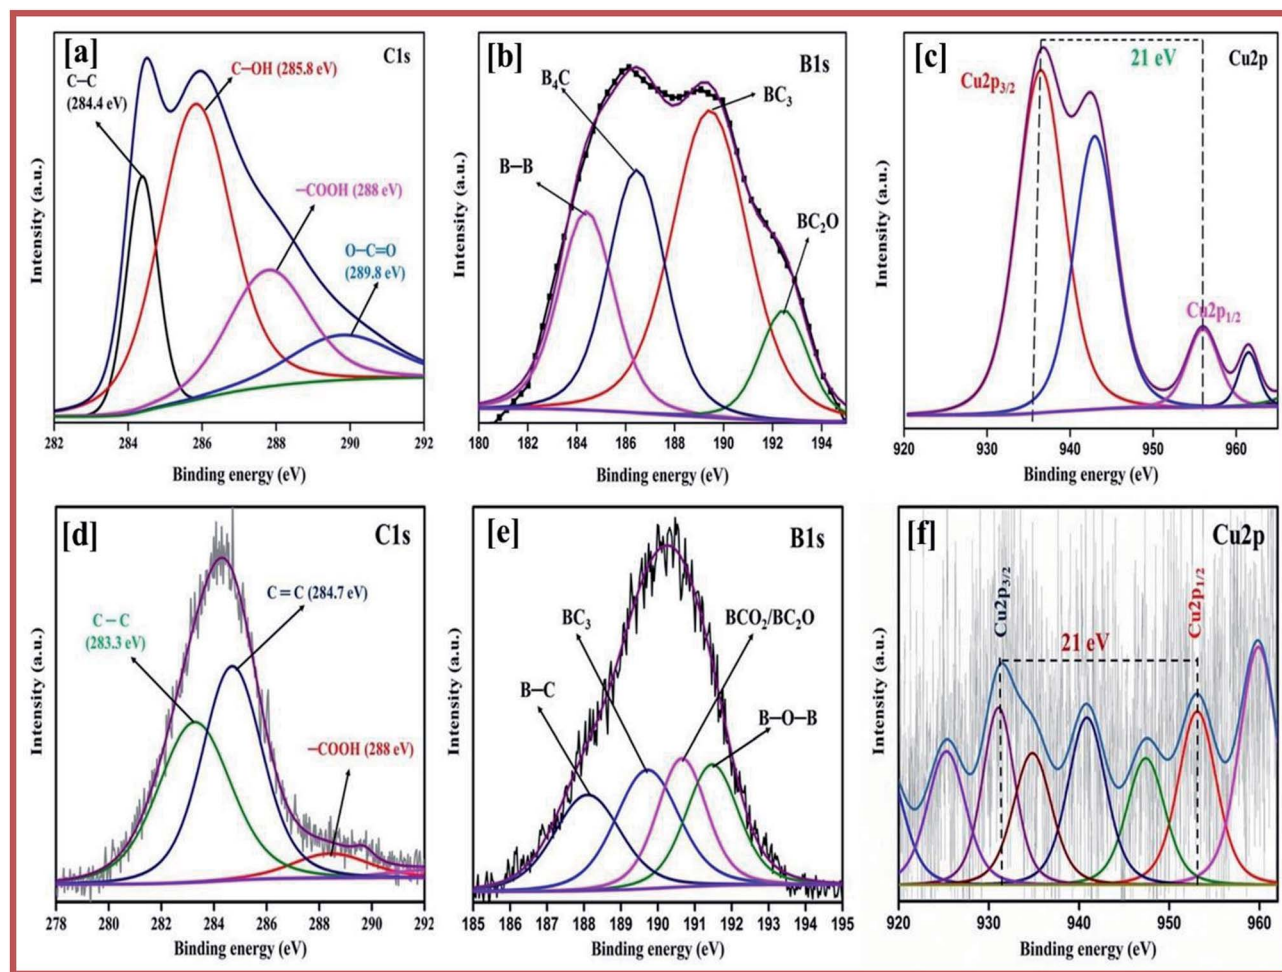 [a]
C1s
C−C
(284.4 eV)
C−OH (285.8 eV)
−COOH (288 eV)
O−C=O
(289.8 eV)
Intensity (a.u.)
282 284 286 288 290 292
Binding energy (eV)
[b]
B1s
B₄C
BC₃
B−B
BC₂O
Intensity (a.u.)
180 182 184 186 188 190 192 194
Binding energy (eV)
[c]
21 eV
Cu2p
Cu2p₃/₂
Cu2p₁/₂
Intensity (a.u.)
920 930 940 950 960
Binding energy (eV)
[d]
C1s
C=C (284.7 eV)
C−C
(283.3 eV)
−COOH (288 eV)
Intensity (a.u.)
278 280 282 284 286 288 290 292
Binding energy (eV)
[e]
B1s
BC₃
BCO₂/BC₂O
B−C
B−O−B
Intensity (a.u.)
185 186 187 188 189 190 191 192 193 194 195
Binding energy (eV)
[f]
Cu2p
Cu2p₃/₂
Cu2p₁/₂
21 eV
Intensity (a.u.)
920 930 940 950 960
Binding energy (eV)